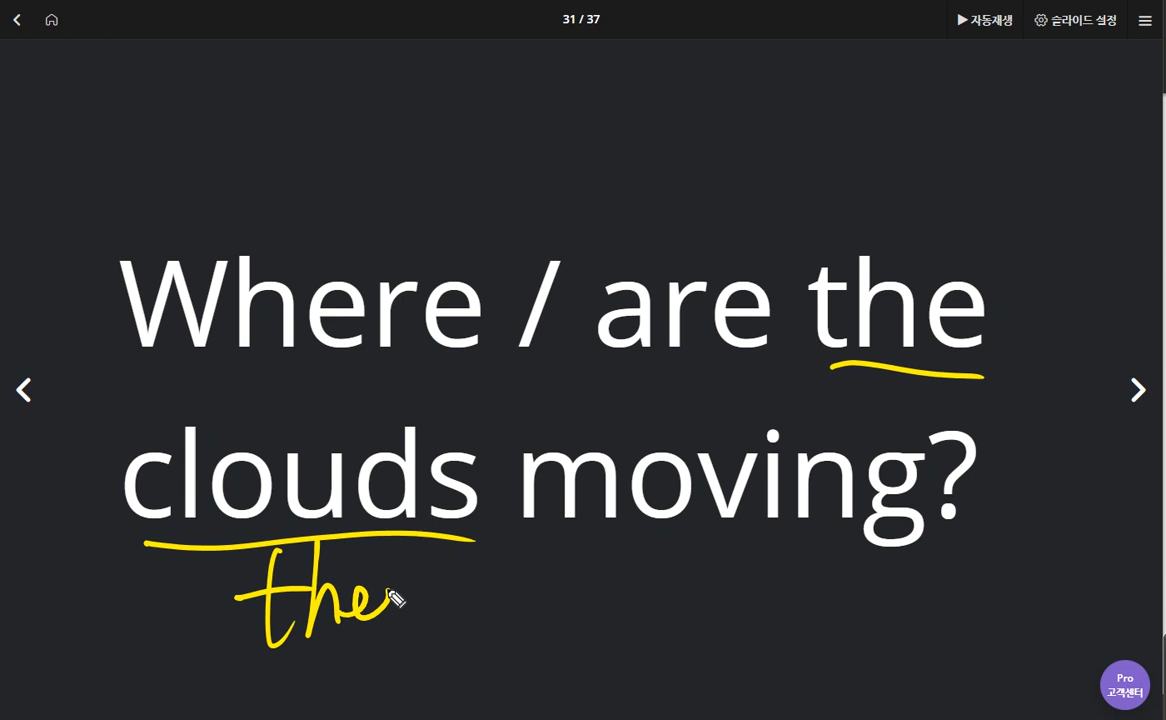 31 / 37
자동재생
슬라이드 설정
Where / are the
clouds moving?
the
Pro
고객센터